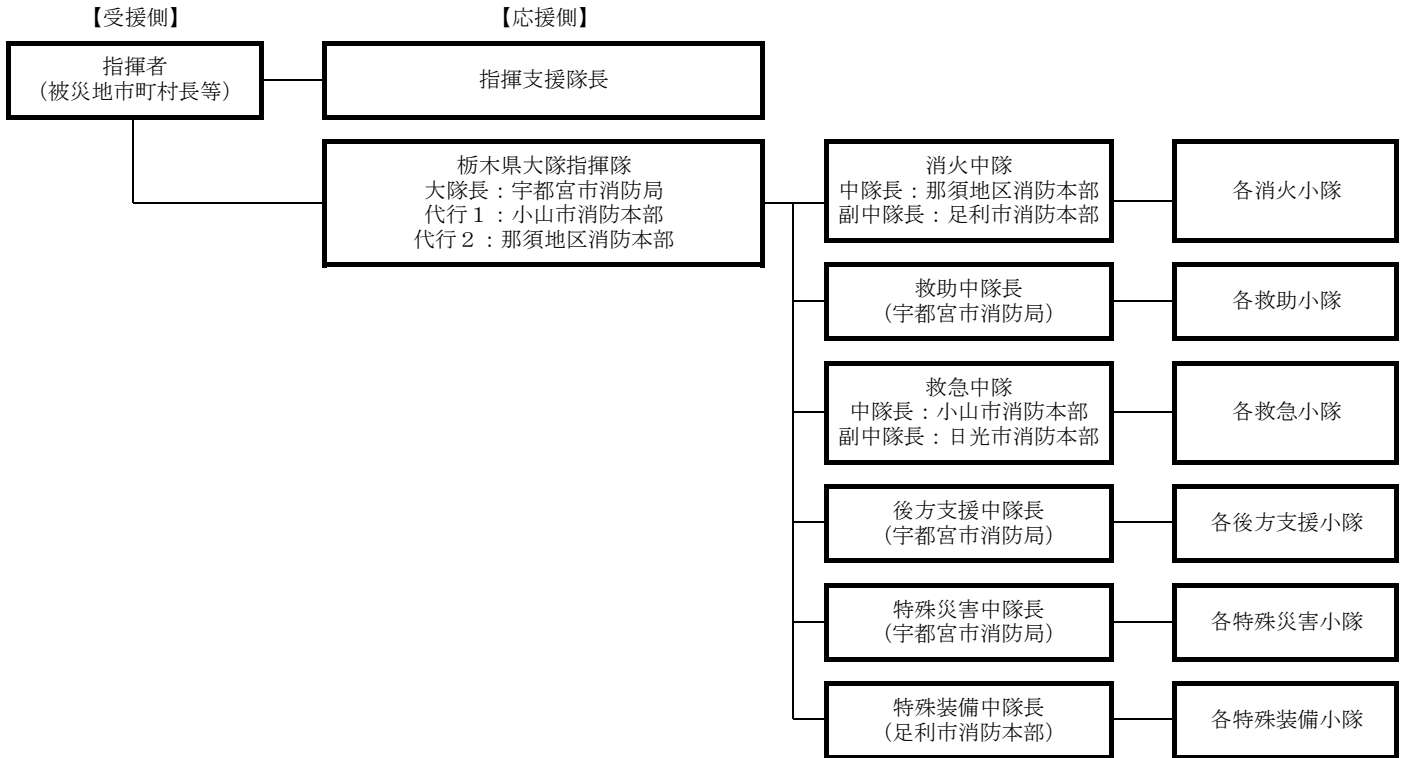 【受援側】
【応援側】
指揮者
（被災地市町村長等）
指揮支援隊長
栃木県大隊指揮隊
大隊長：宇都宮市消防局
代行１：小山市消防本部
代行２：那須地区消防本部
消火中隊
中隊長：那須地区消防本部
副中隊長：足利市消防本部
各消火小隊
救助中隊長
（宇都宮市消防局）
各救助小隊
救急中隊
中隊長：小山市消防本部
副中隊長：日光市消防本部
各救急小隊
後方支援中隊長
（宇都宮市消防局）
各後方支援小隊
特殊災害中隊長
（宇都宮市消防局）
各特殊災害小隊
特殊装備中隊長
（足利市消防本部）
各特殊装備小隊